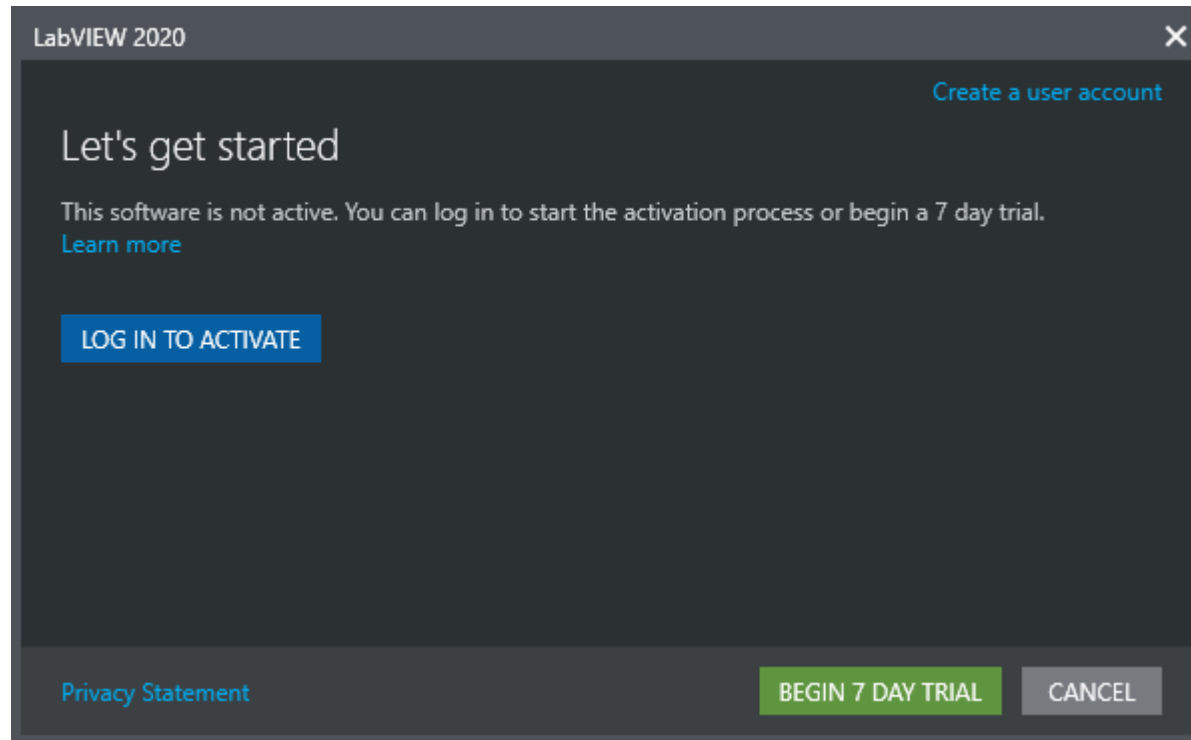 LabVIEW 2020
Create a user account
Let's get started
This software is not active. You can log in to start the activation process or begin a 7 day trial.
Learn more
LOG IN TO ACTIVATE
Privacy Statement
BEGIN 7 DAY TRIAL
CANCEL